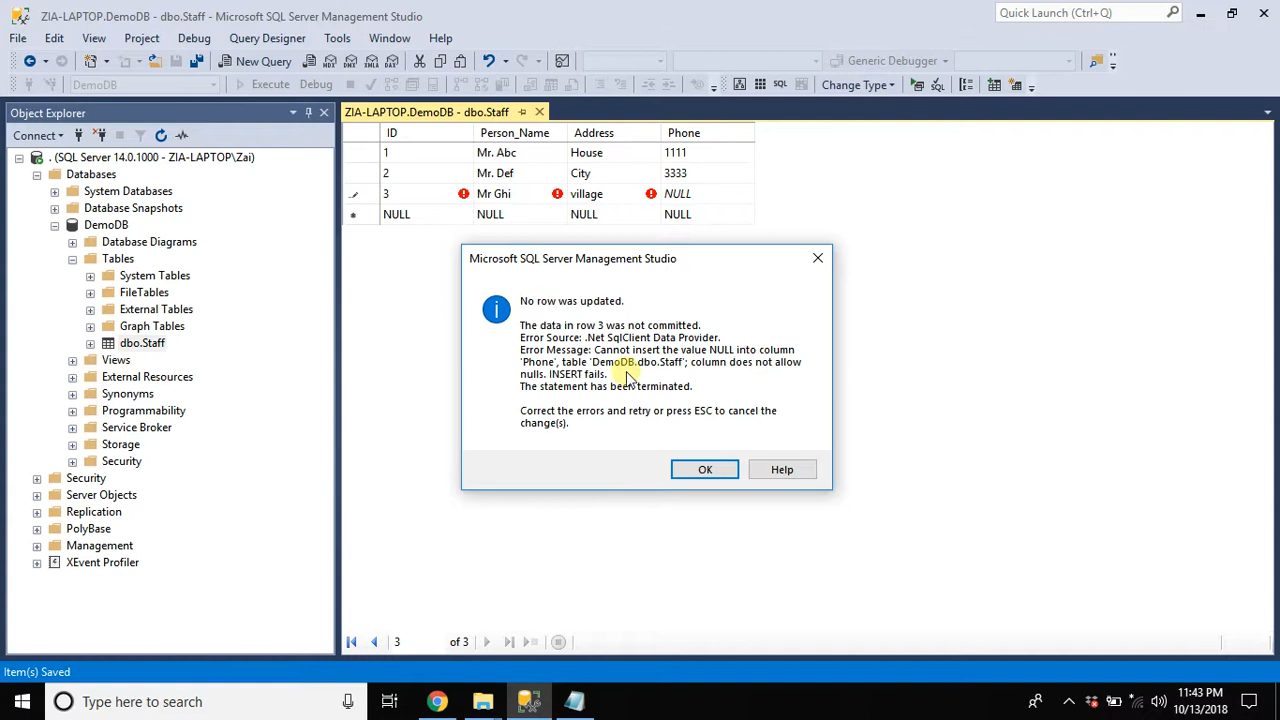 ZIA-LAPTOP.DemoDB - dbo.Staff - Microsoft SQL Server Management Studio
Quick Launch (Ctrl+Q)
File Edit View Project Debug Query Designer Tools Window Help
New Query
Generic Debugger
DemoDB
Execute Debug
SQL
Change Type
Object Explorer
Connect
. (SQL Server 14.0.1000 - ZIA-LAPTOP\Zai)
Databases
System Databases
Database Snapshots
DemoDB
Database Diagrams
Tables
System Tables
FileTables
External Tables
Graph Tables
dbo.Staff
Views
External Resources
Synonyms
Programmability
Service Broker
Storage
Security
Security
Server Objects
Replication
PolyBase
Management
XEvent Profiler
ZIA-LAPTOP.DemoDB - dbo.Staff
ID Person_Name Address Phone
1 Mr. Abc House 1111
2 Mr. Def City 3333
3 Mr Ghi village NULL
NULL NULL NULL NULL
Microsoft SQL Server Management Studio
No row was updated.
The data in row 3 was not committed.
Error Source: .Net SqlClient Data Provider.
Error Message: Cannot insert the value NULL into column
'Phone', table 'DemoDB.dbo.Staff'; column does not allow
nulls. INSERT fails.
The statement has been terminated.
Correct the errors and retry or press ESC to cancel the
change(s).
OK Help
3 of 3
Item(s) Saved
Type here to search
11:43 PM
10/13/2018